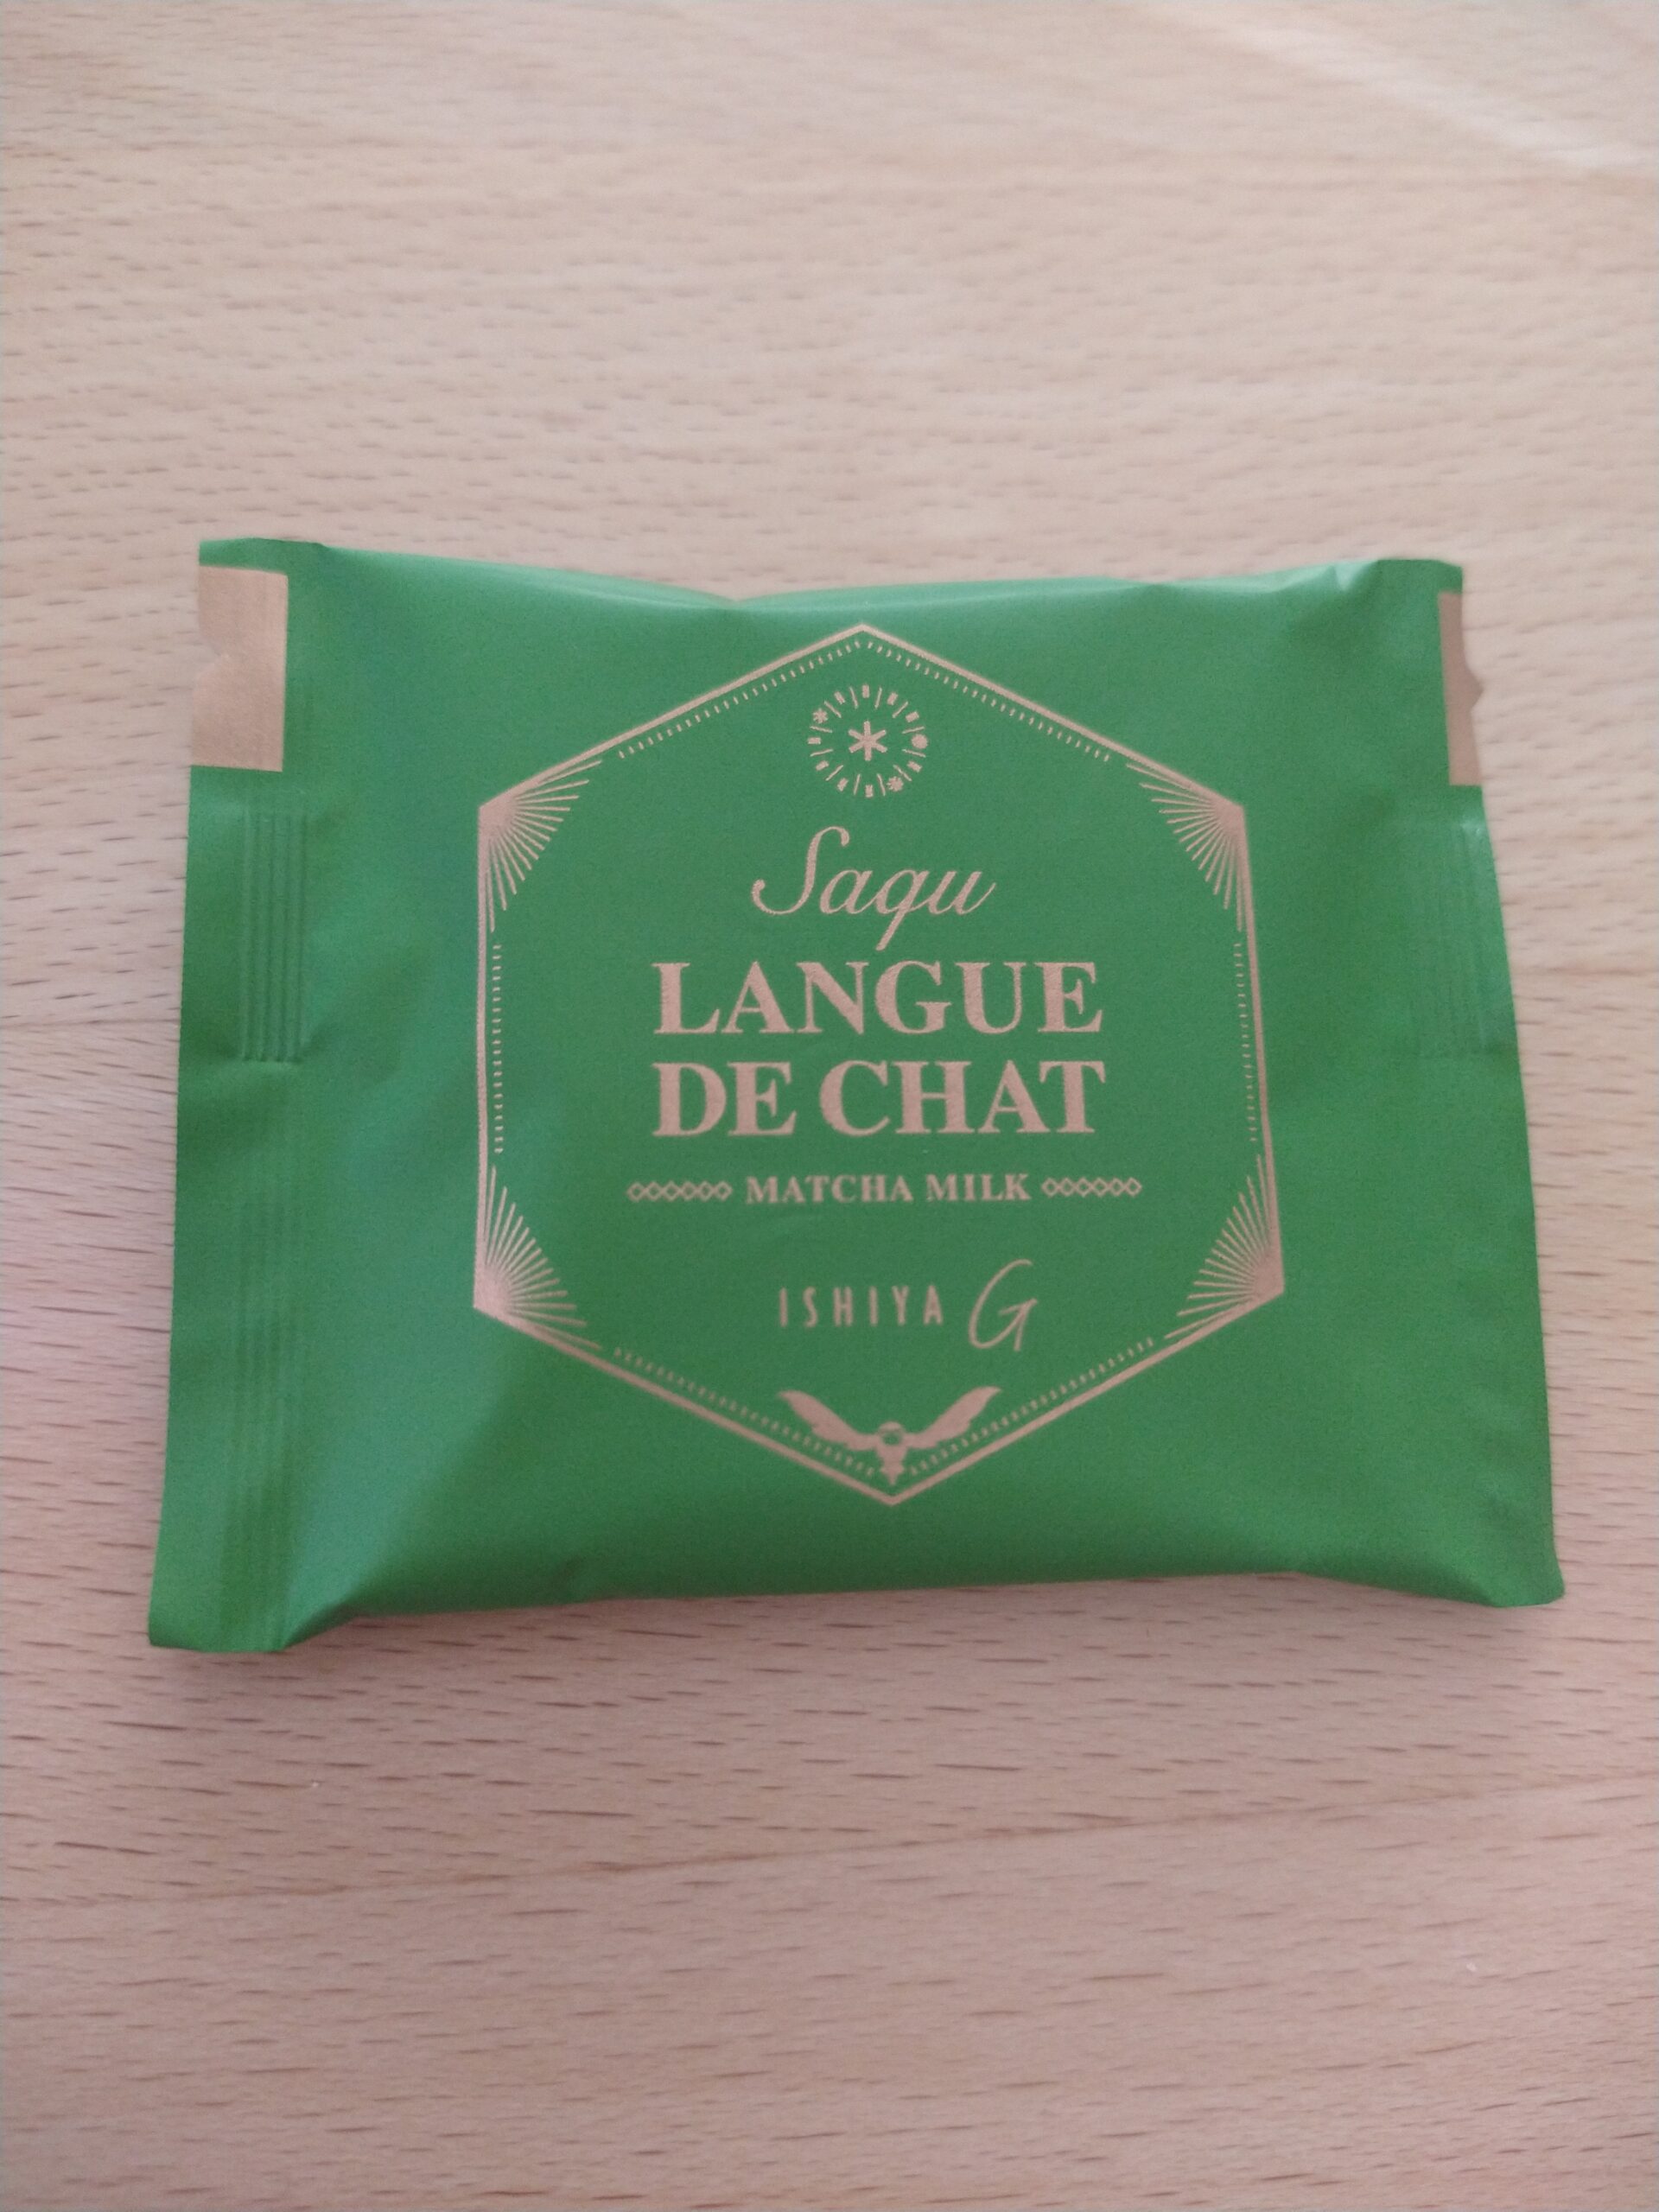 Saqu
LANGUE
DE CHAT
MATCHA MILK
ISHIYA G